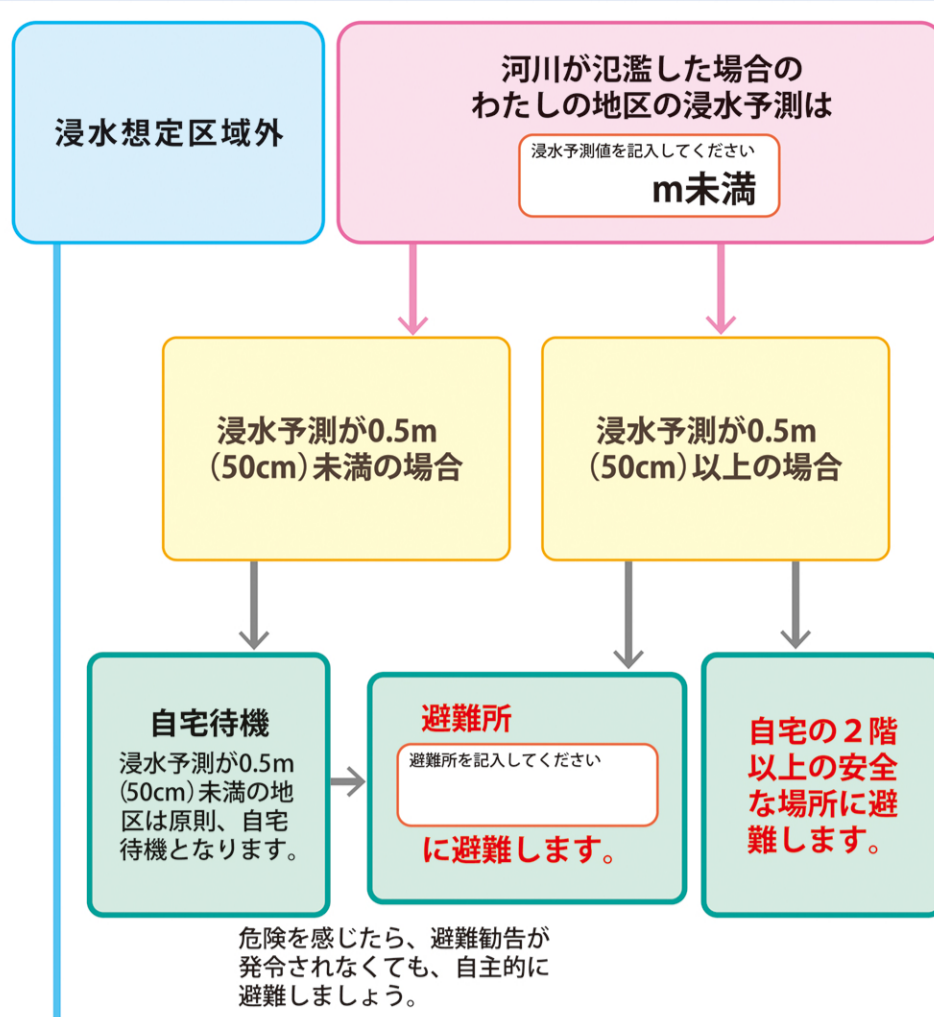 浸水想定区域外
河川が氾濫した場合の
わたしの地区の浸水予測は
浸水予測値を記入してください
m未満
浸水予測が0.5m
(50cm)未満の場合
浸水予測が0.5m
(50cm)以上の場合
自宅待機
浸水予測が0.5m
(50cm)未満の地
区は原則、自宅
待機となります。
避難所
避難所を記入してください
に避難します。
自宅の2階
以上の安全
な場所に避
難します。
危険を感じたら、避難勧告が
発令されなくても、自主的に
避難しましょう。